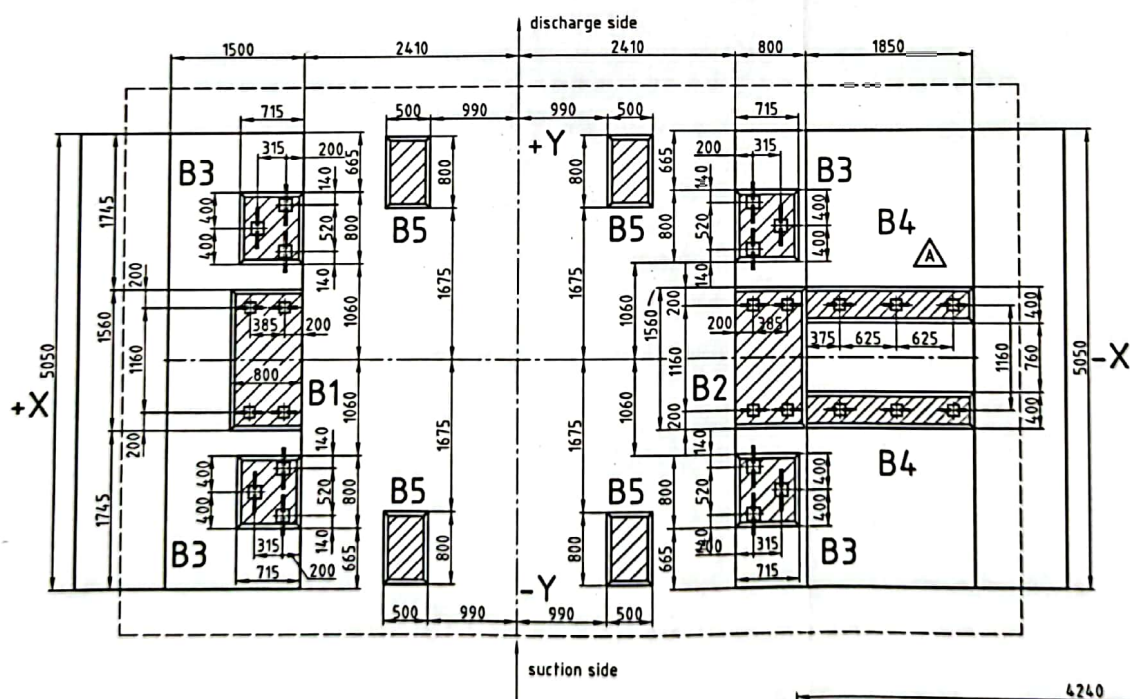 discharge side
1500 2410 2410 800 1850
715 500 990 990 500 715
+Y
315 200 665 200 315
B3 140 800 800 665 140 B3
1745 400 520 800 B5 B5 800 520 400 B4
400 140 140 400 A
200 1675 1675 1060 200
1560 385 200 1060 1560 200 385 375 625 625 400
5050 1160 1160 1160 760 5050
+X 800 B1 B2 -X
200 1060 1675 1675 1060 200 400
140 140
400 520 800 B5 B5 800 520 400 B4
1745 400 140 800 800 140 400
B3 315 200 665 665 200 315 B3
715 -Y 715
500 990 990 500
suction side
4240